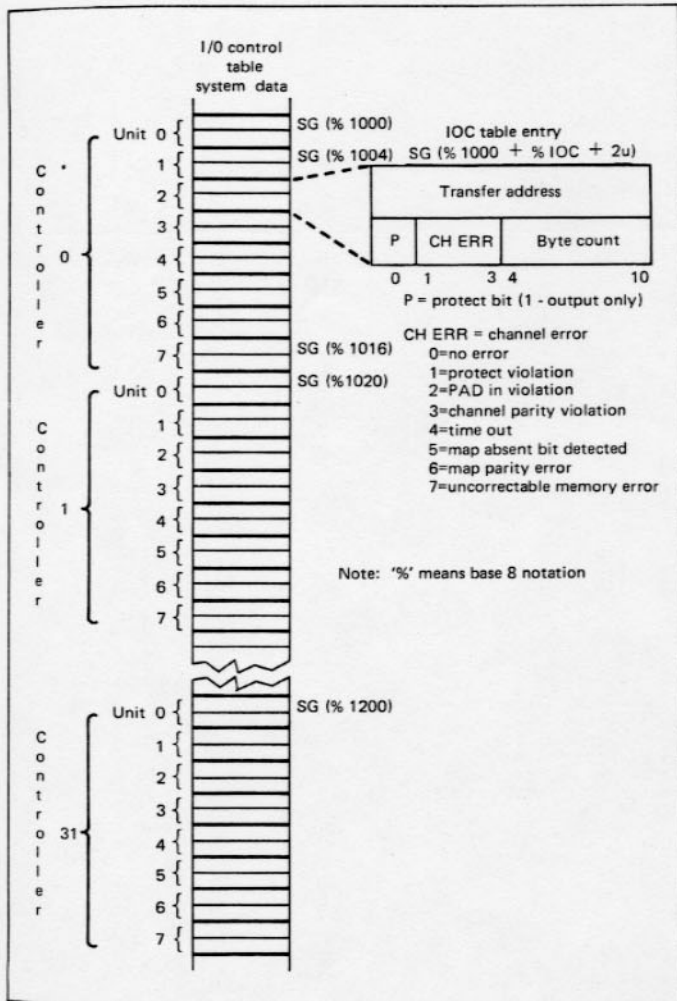 I/0 control
table
system data
Controller 0
Unit 0 SG (% 1000)
1 SG (% 1004)
2
3
4
5
6
7 SG (% 1016)
Controller 1
Unit 0 SG (%1020)
1
2
3
4
5
6
7
Controller 31
Unit 0 SG (% 1200)
1
2
3
4
5
6
7
IOC table entry
SG (% 1000 + % IOC + 2u)
Transfer address
P CH ERR Byte count
0 1 3 4 10
P = protect bit (1 - output only)
CH ERR = channel error
0=no error
1=protect violation
2=PAD in violation
3=channel parity violation
4=time out
5=map absent bit detected
6=map parity error
7=uncorrectable memory error
Note: '%' means base 8 notation